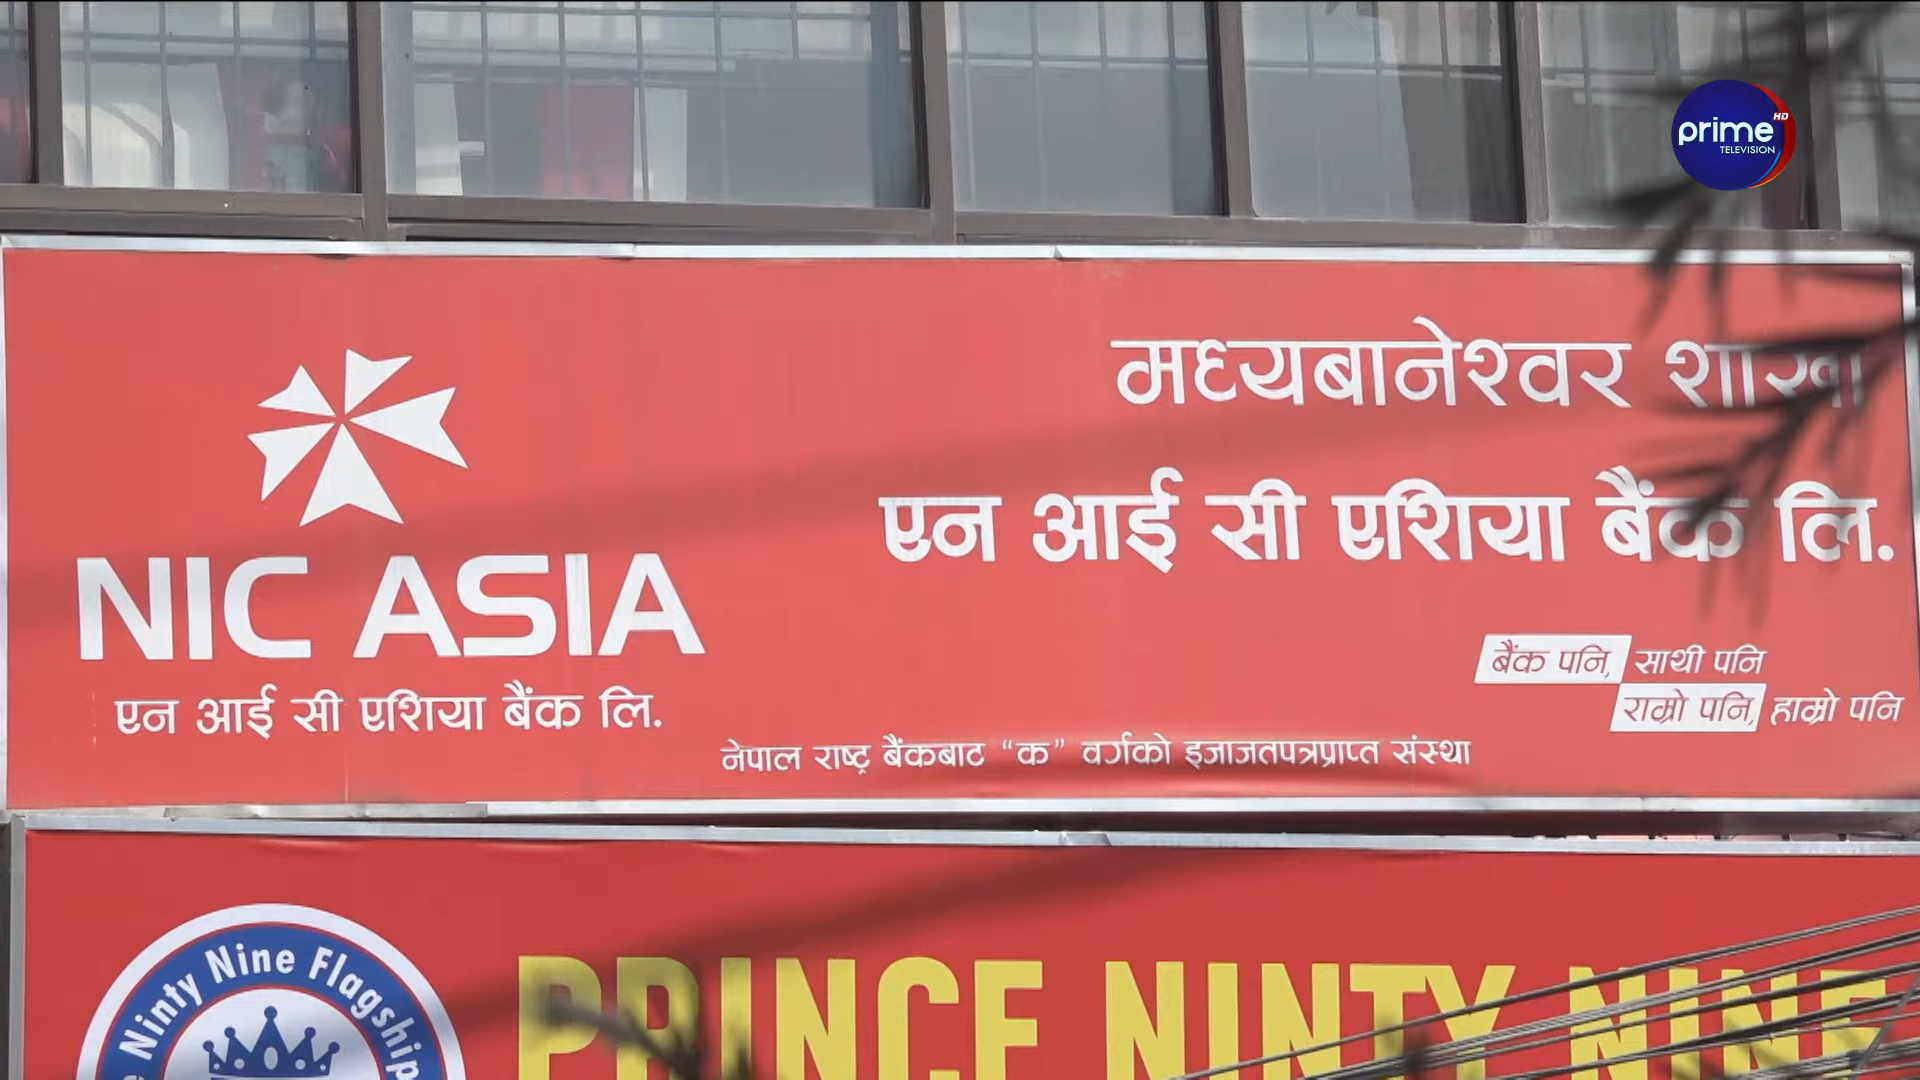 prime HD
TELEVISION
मध्यबानेश्वर शाखा
एन आई सी एशिया बैंक लि.
NIC ASIA
एन आई सी एशिया बैंक लि.
बैंक पनि, साथी पनि
राम्रो पनि, हाम्रो पनि
नेपाल राष्ट्र बैंकबाट “क” वर्गको इजाजतपत्रप्राप्त संस्था
Ninty Nine Flagship
PRINCE NINTY NINE